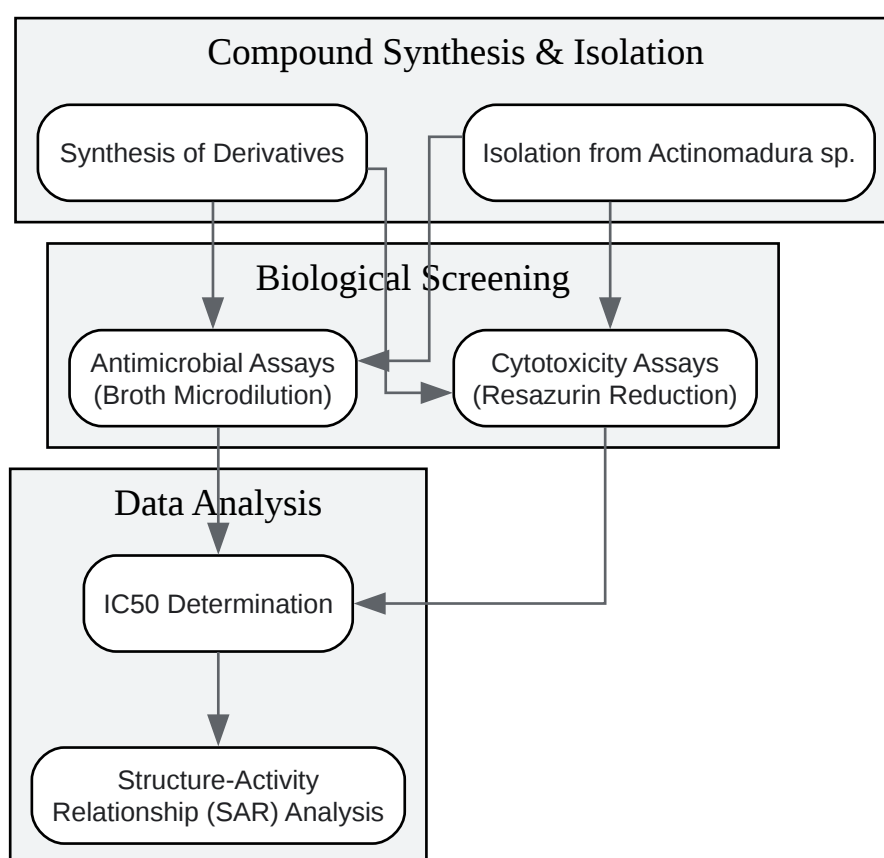 Compound Synthesis & Isolation
Synthesis of Derivatives
Isolation from Actinomadura sp.
Biological Screening
Antimicrobial Assays
(Broth Microdilution)
Cytotoxicity Assays
(Resazurin Reduction)
Data Analysis
IC50 Determination
Structure-Activity
Relationship (SAR) Analysis